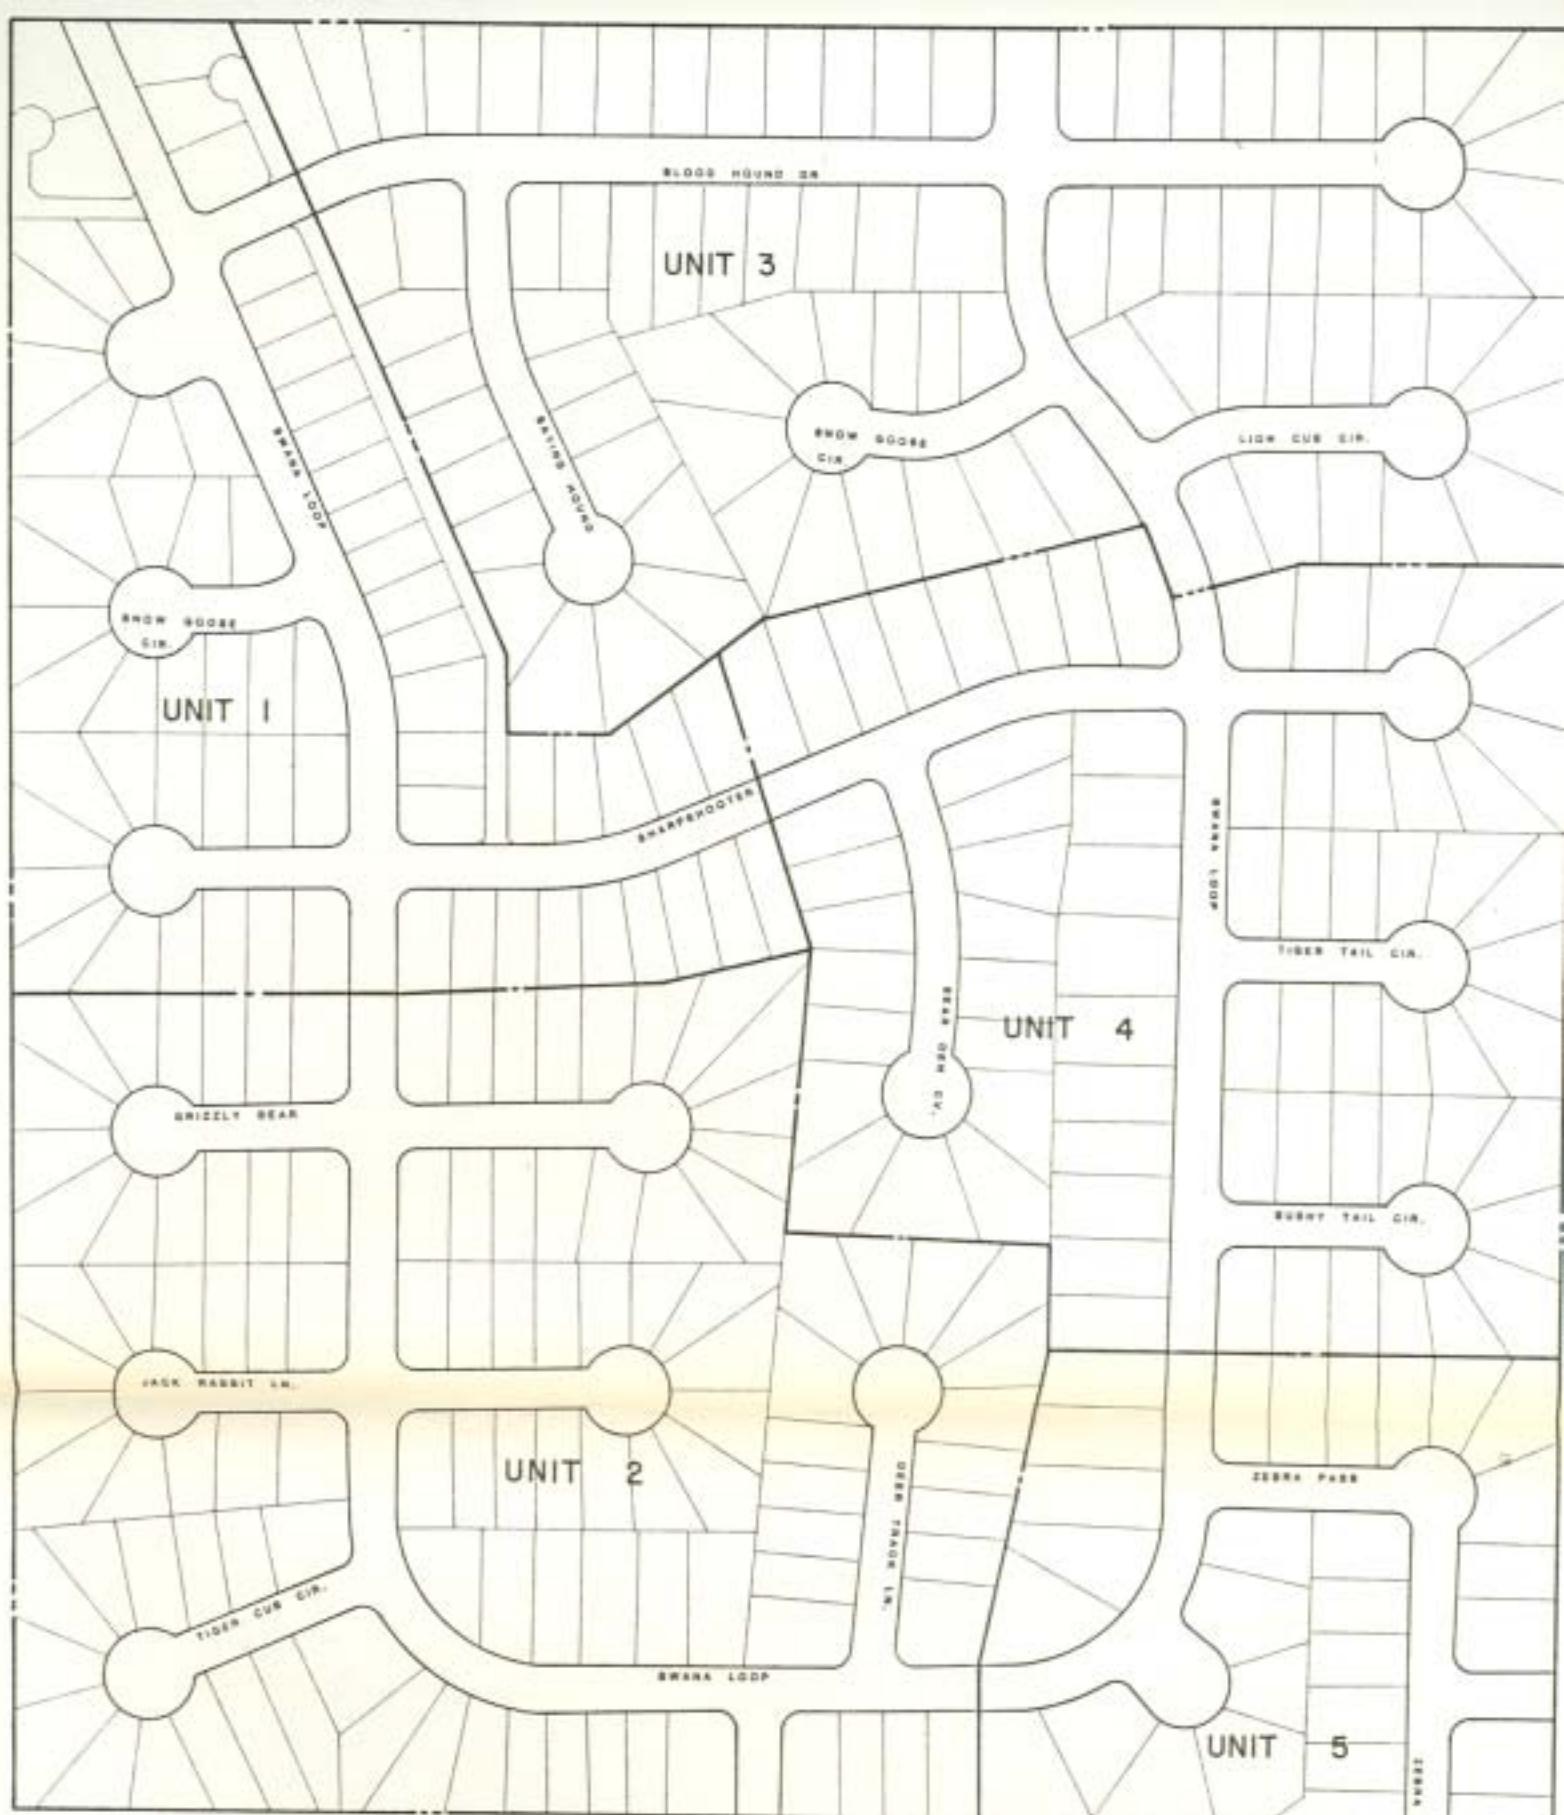 BLOOD HOUND DR
UNIT 3
BWANA LOOP
BAYING HOUND
SNOW GOOSE
CIR
LION CUB CIR.
SNOW GOOSE
CIR.
UNIT 1
SHARPSHOOTER
BWANA LOOP
TIGER TAIL CIR.
BEAR DEN CV.
UNIT 4
GRIZZLY BEAR
BUSHY TAIL CIR.
JACK RABBIT LN.
UNIT 2
DEER TRACK LN.
ZEBRA PASS
TIGER CUB CIR.
BWANA LOOP
UNIT 5
ZEBRA